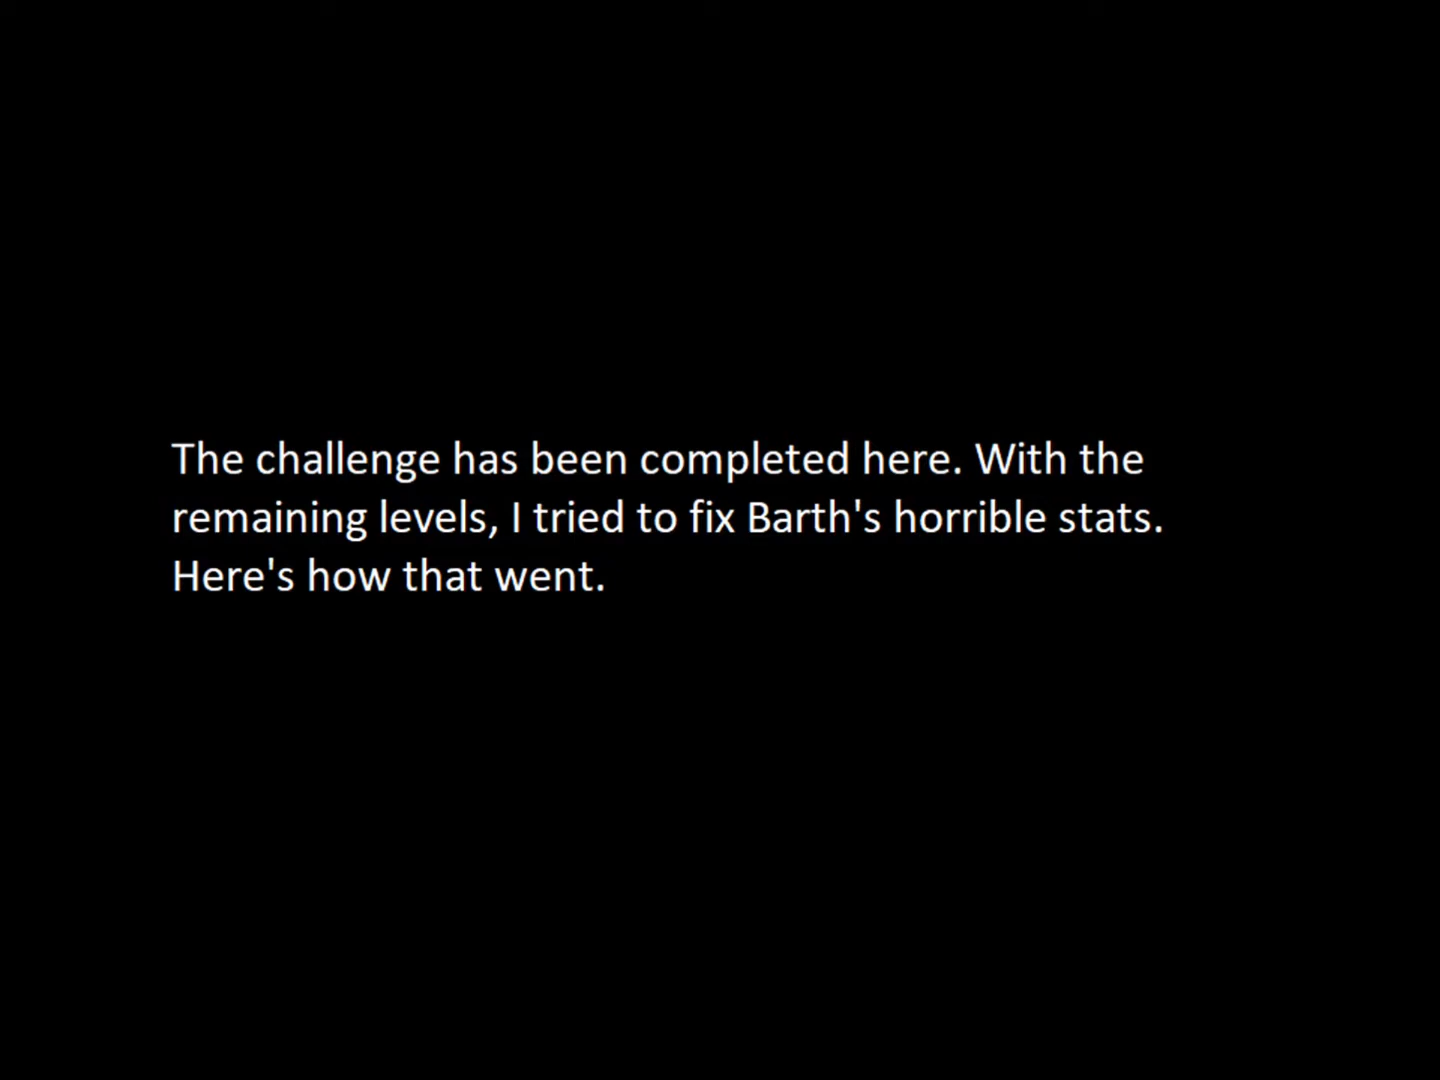 The challenge has been completed here. With the
remaining levels, I tried to fix Barth's horrible stats.
Here's how that went.